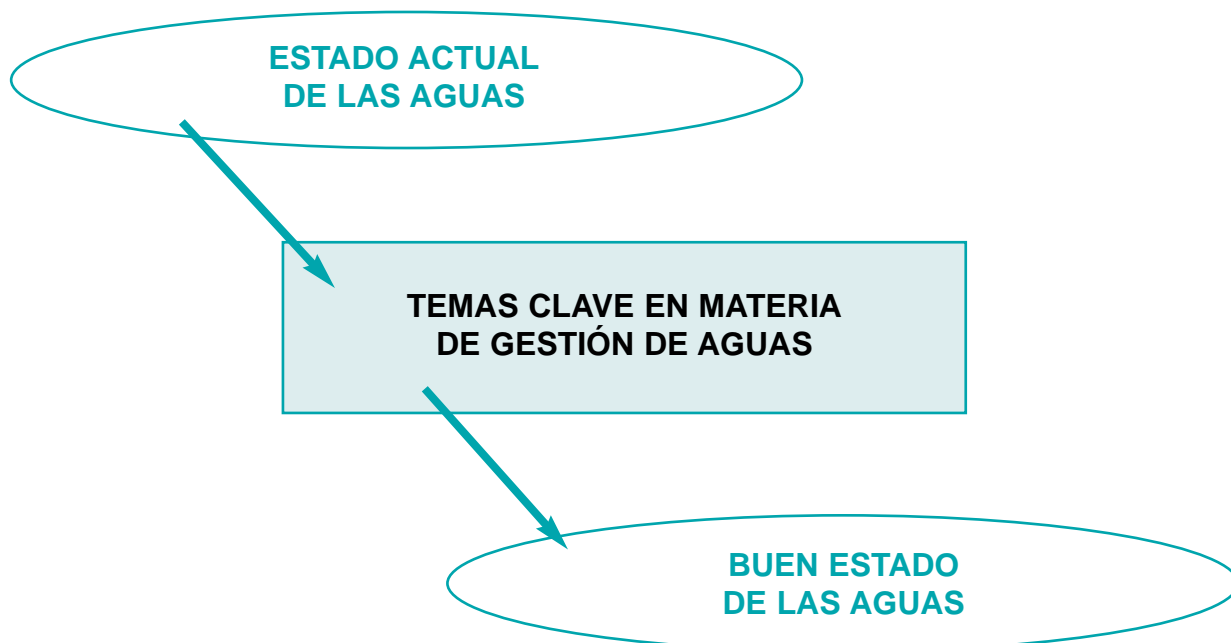 ESTADO ACTUAL
DE LAS AGUAS
TEMAS CLAVE EN MATERIA
DE GESTIÓN DE AGUAS
BUEN ESTADO
DE LAS AGUAS